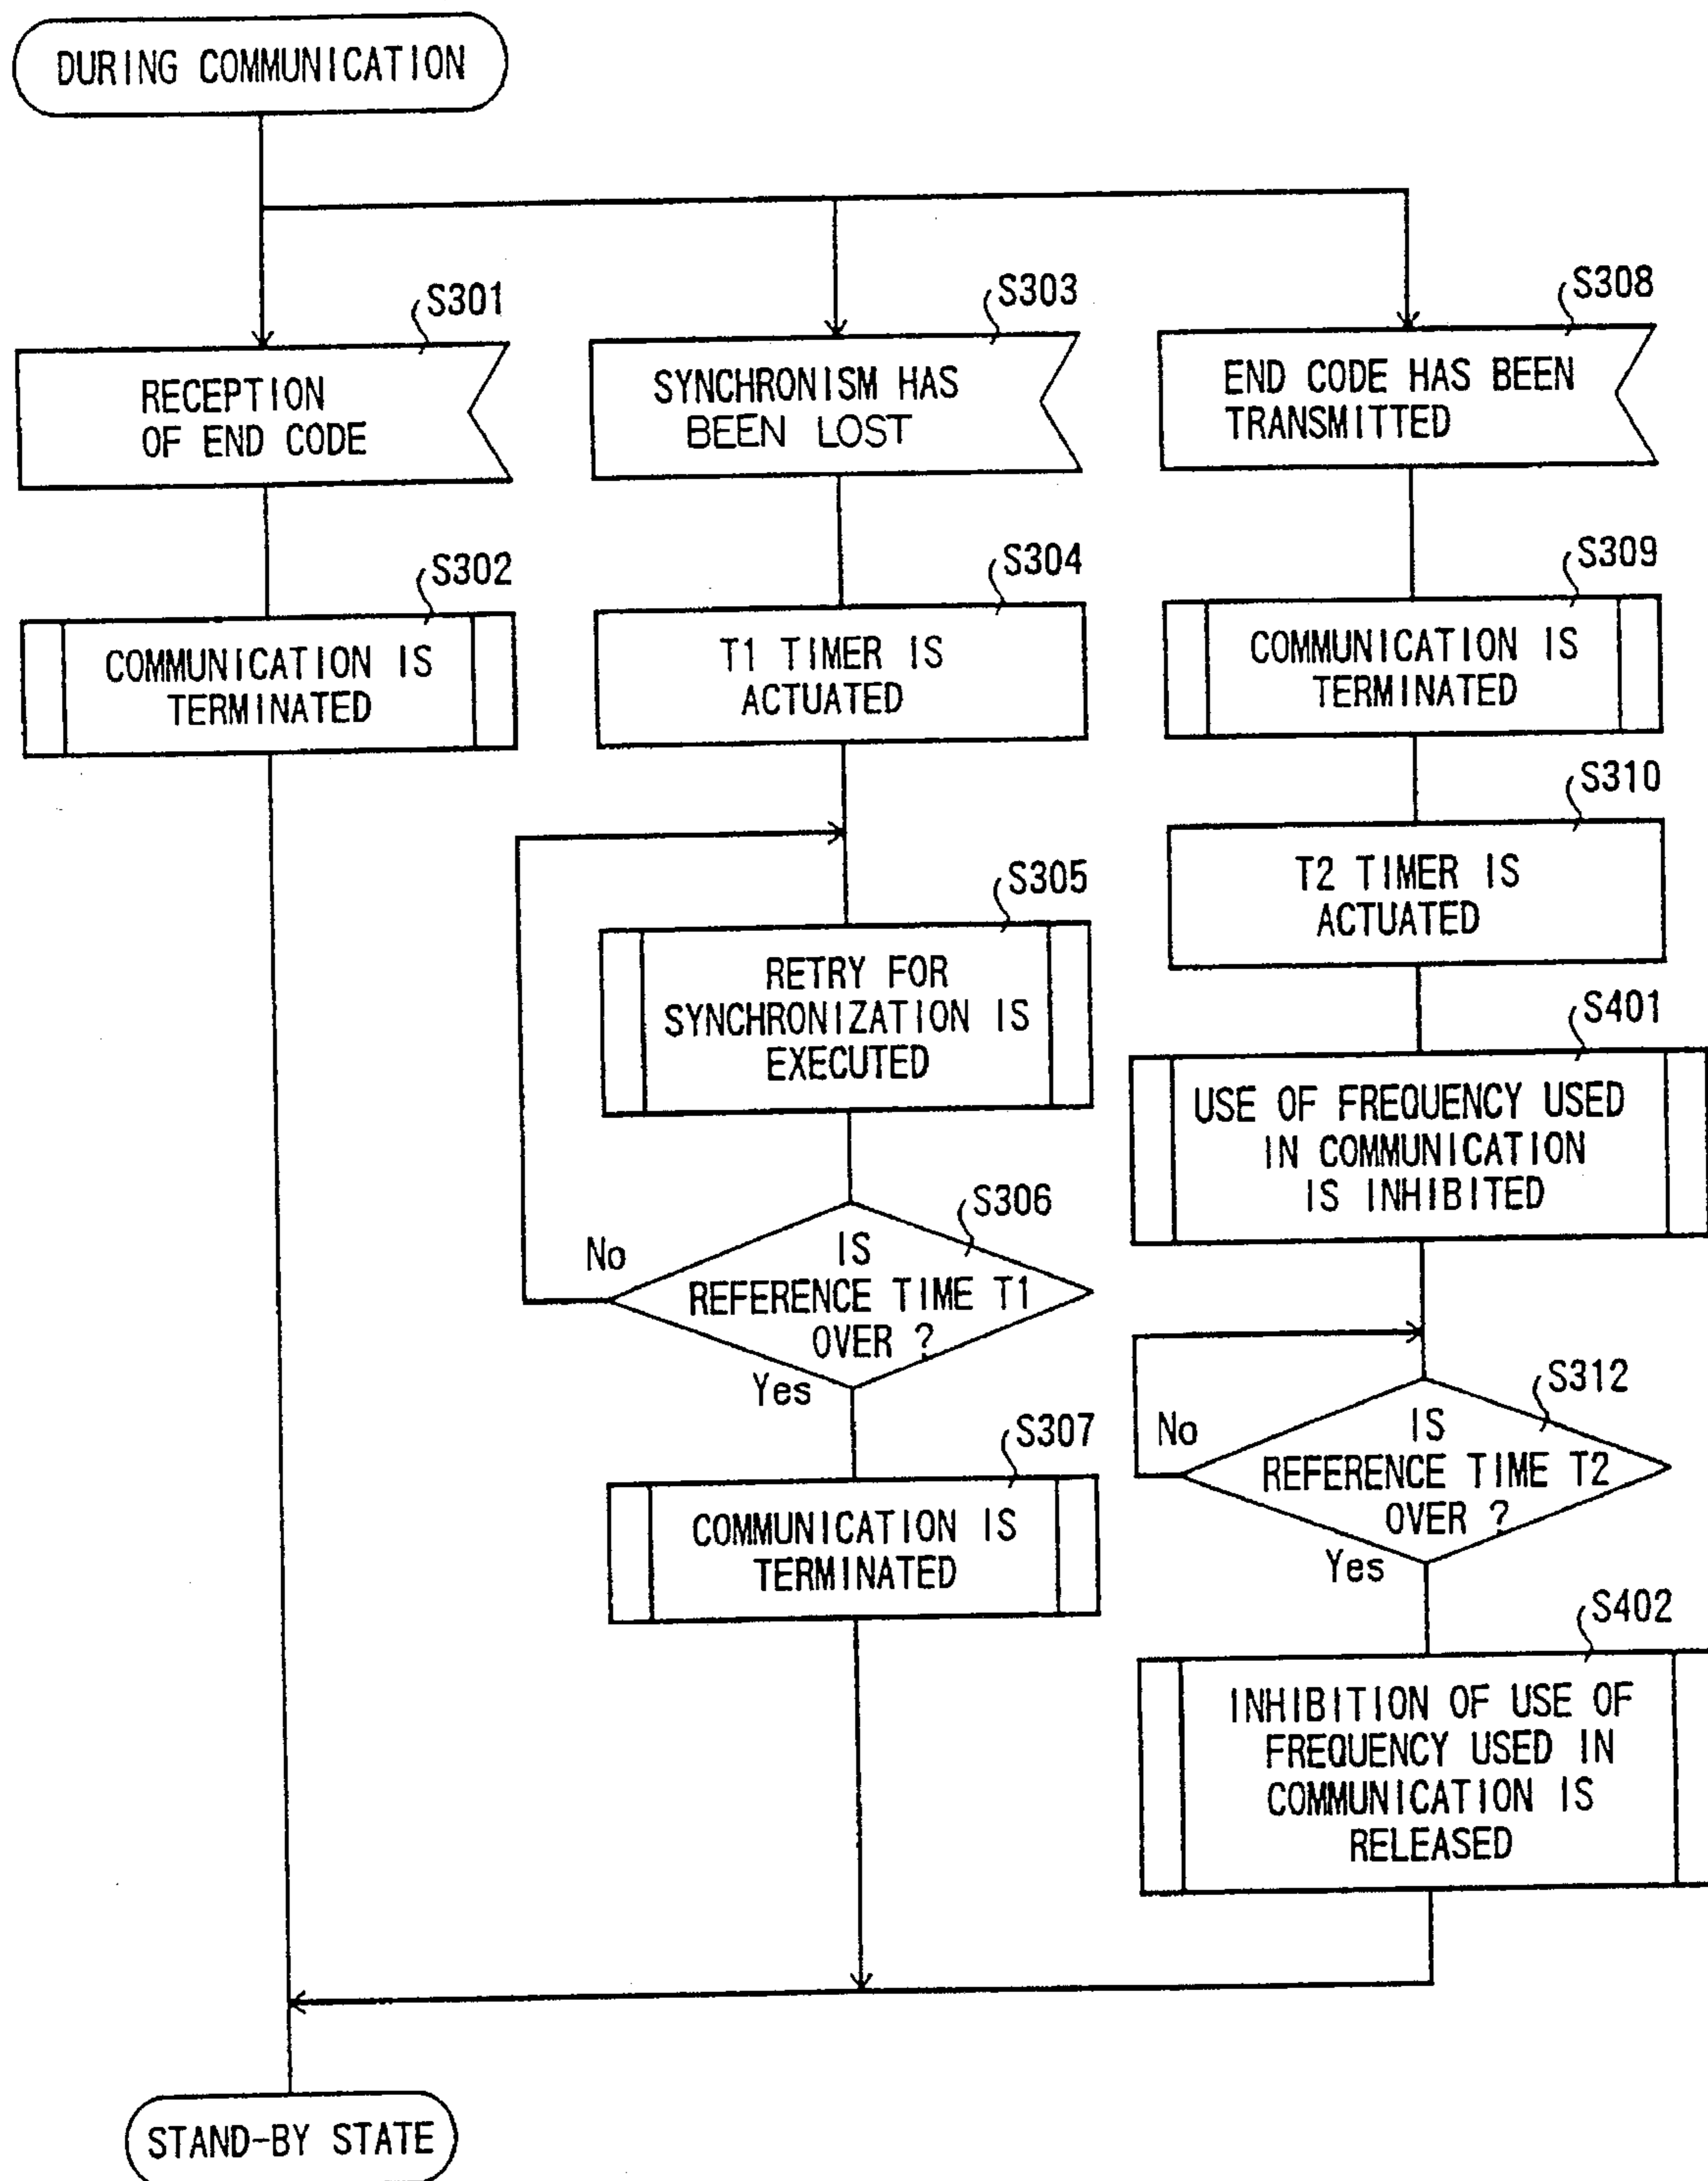 DURING COMMUNICATION
S301
RECEPTION
OF END CODE
S302
COMMUNICATION IS
TERMINATED
S303
SYNCHRONISM HAS
BEEN LOST
S304
T1 TIMER IS
ACTUATED
S305
RETRY FOR
SYNCHRONIZATION IS
EXECUTED
S306
IS
REFERENCE TIME T1
OVER ?
No
Yes
S307
COMMUNICATION IS
TERMINATED
S308
END CODE HAS BEEN
TRANSMITTED
S309
COMMUNICATION IS
TERMINATED
S310
T2 TIMER IS
ACTUATED
S401
USE OF FREQUENCY USED
IN COMMUNICATION
IS INHIBITED
S312
IS
REFERENCE TIME T2
OVER ?
No
Yes
S402
INHIBITION OF USE OF
FREQUENCY USED IN
COMMUNICATION IS
RELEASED
STAND-BY STATE